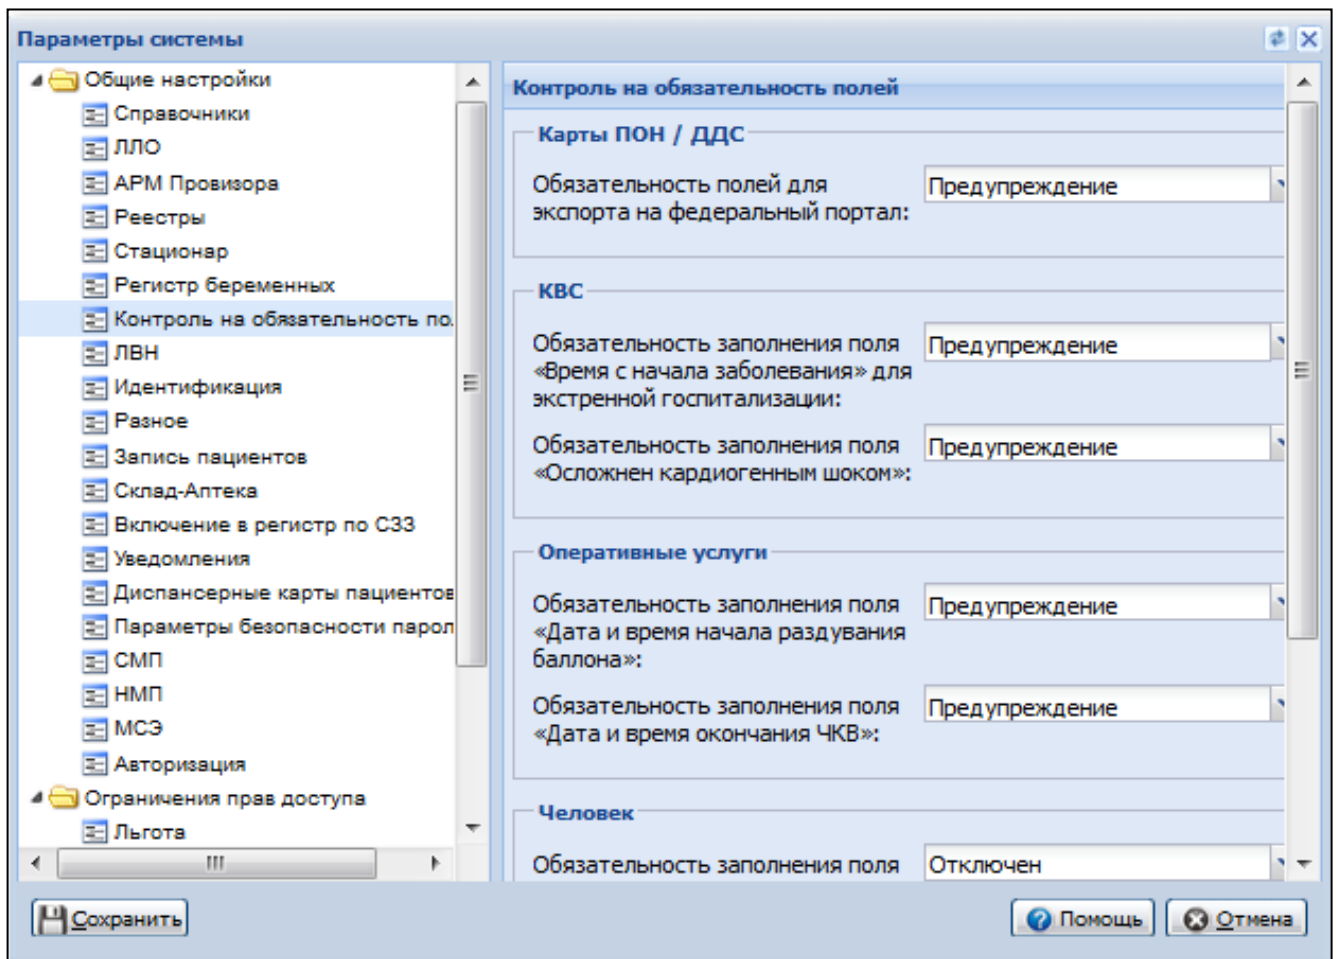 Параметры системы
Общие настройки
Справочники
ЛЛО
АРМ Провизора
Реестры
Стационар
Регистр беременных
Контроль на обязательность по
ЛВН
Идентификация
Разное
Запись пациентов
Склад-Аптека
Включение в регистр по СЗЗ
Уведомления
Диспансерные карты пациентов
Параметры безопасности парол
СМП
НМП
МСЭ
Авторизация
Ограничения прав доступа
Льгота
Контроль на обязательность полей
Карты ПОН / ДДС
Обязательность полей для
экспорта на федеральный портал:
Предупреждение
КВС
Обязательность заполнения поля
«Время с начала заболевания» для
экстренной госпитализации:
Предупреждение
Обязательность заполнения поля
«Осложнен кардиогенным шоком»:
Предупреждение
Оперативные услуги
Обязательность заполнения поля
«Дата и время начала раздувания
баллона»:
Предупреждение
Обязательность заполнения поля
«Дата и время окончания ЧКВ»:
Предупреждение
Человек
Обязательность заполнения поля
Отключен
Сохранить
Помощь
Отмена